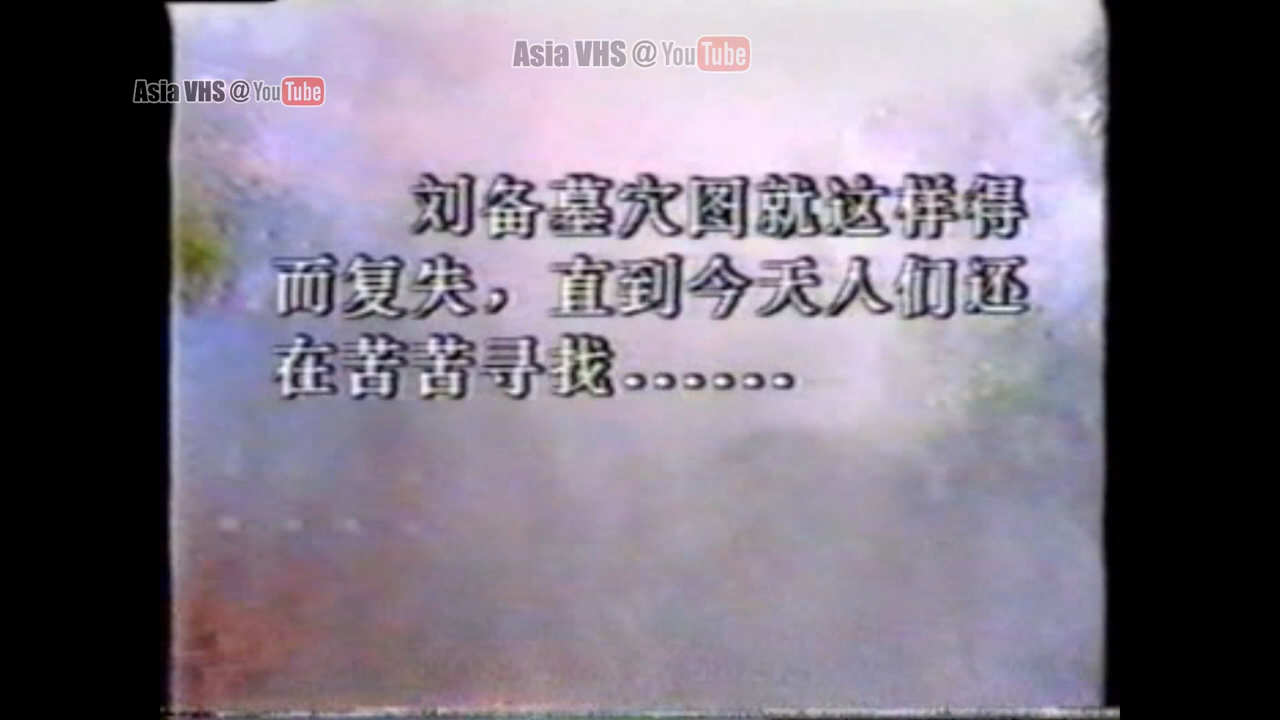 Asia VHS @ YouTube
Asia VHS @ YouTube
刘备墓穴图就这样得
而复失，直到今天人们还
在苦苦寻找......